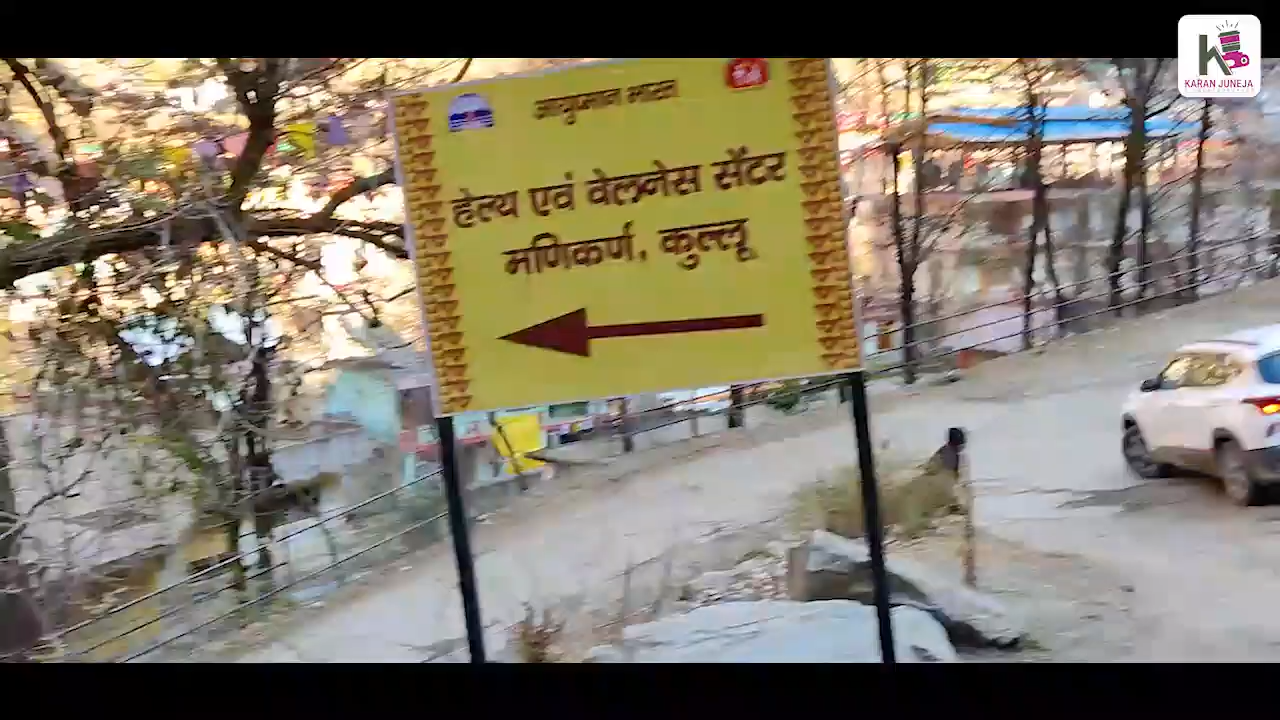 KARAN JUNEJA
आयुष्मान भारत
हेल्थ एवं वेलनेस सेंटर
मणिकर्ण, कुल्लू